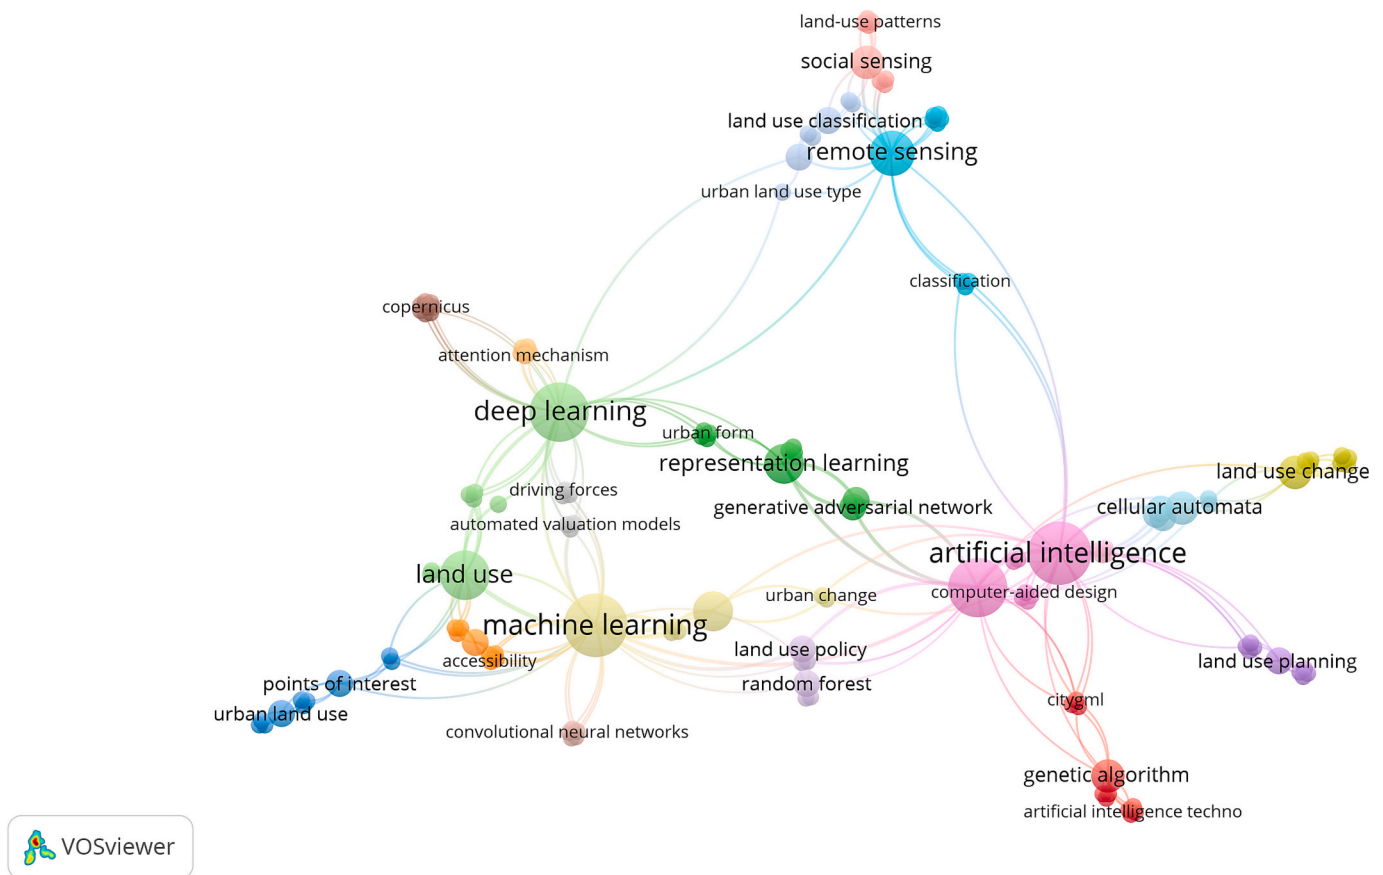 land-use patterns
social sensing
land use classification
remote sensing
urban land use type
classification
copernicus
attention mechanism
deep learning
urban form
representation learning
land use change
driving forces
generative adversarial network
cellular automata
automated valuation models
artificial intelligence
land use
computer-aided design
urban change
machine learning
land use policy
accessibility
land use planning
points of interest
random forest
citygml
urban land use
convolutional neural networks
genetic algorithm
artificial intelligence techno
VOSviewer